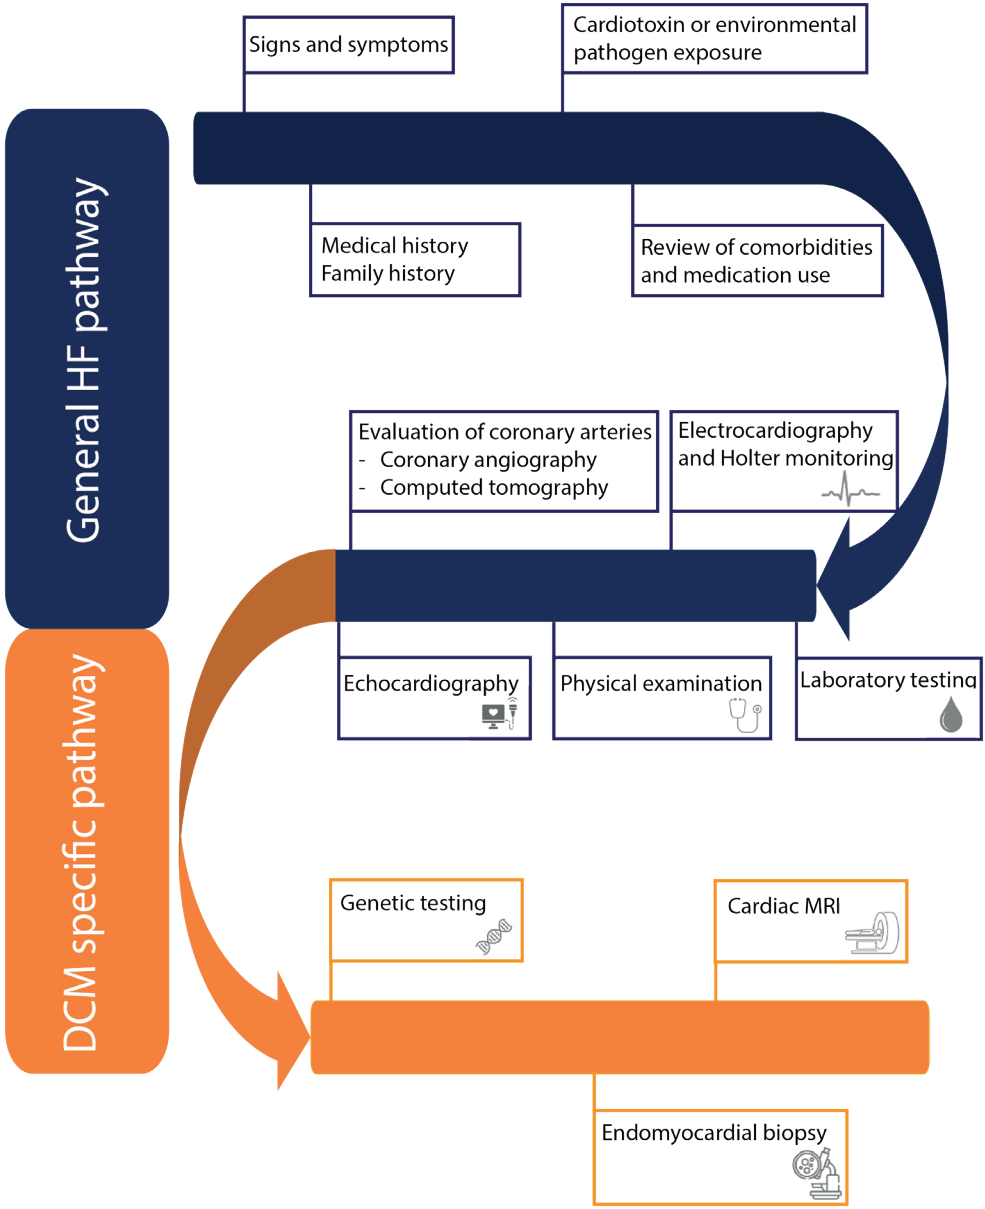 Signs and symptoms
Cardiotoxin or environmental
pathogen exposure
General HF pathway
Medical history
Family history
Review of comorbidities
and medication use
Evaluation of coronary arteries
- Coronary angiography
- Computed tomography
Electrocardiography
and Holter monitoring
Echocardiography
Physical examination
Laboratory testing
DCM specific pathway
Genetic testing
Cardiac MRI
Endomyocardial biopsy